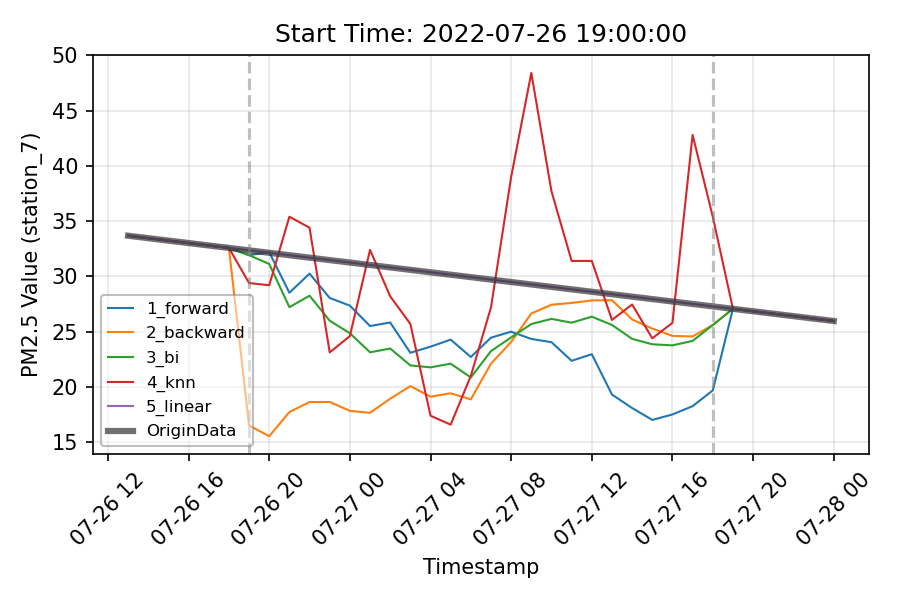 Start Time: 2022-07-26 19:00:00
PM2.5 Value (station_7)
50
45
40
35
30
25
20
15
1_forward
2_backward
3_bi
4_knn
5_linear
OriginData
07-26 12
07-26 16
07-26 20
07-27 00
07-27 04
07-27 08
07-27 12
07-27 16
07-27 20
07-28 00
Timestamp